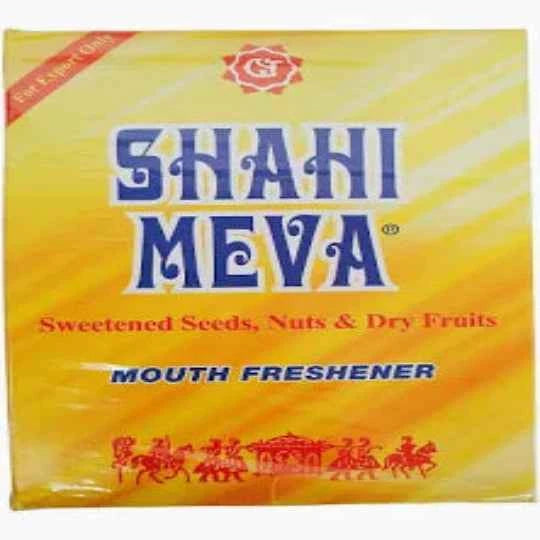 For Export Only
SHAHI
MEVA®
Sweetened Seeds, Nuts & Dry Fruits
MOUTH FRESHENER